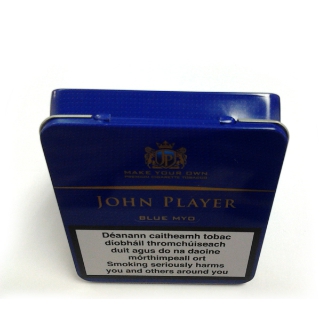 MAKE YOUR OWN
JOHN PLAYER
BLUE MYO
Déanann caitheamh tobac
díobháil thromchúiseach
duit agus do na daoine
mórthimpeall ort
Smoking seriously harms
you and others around you